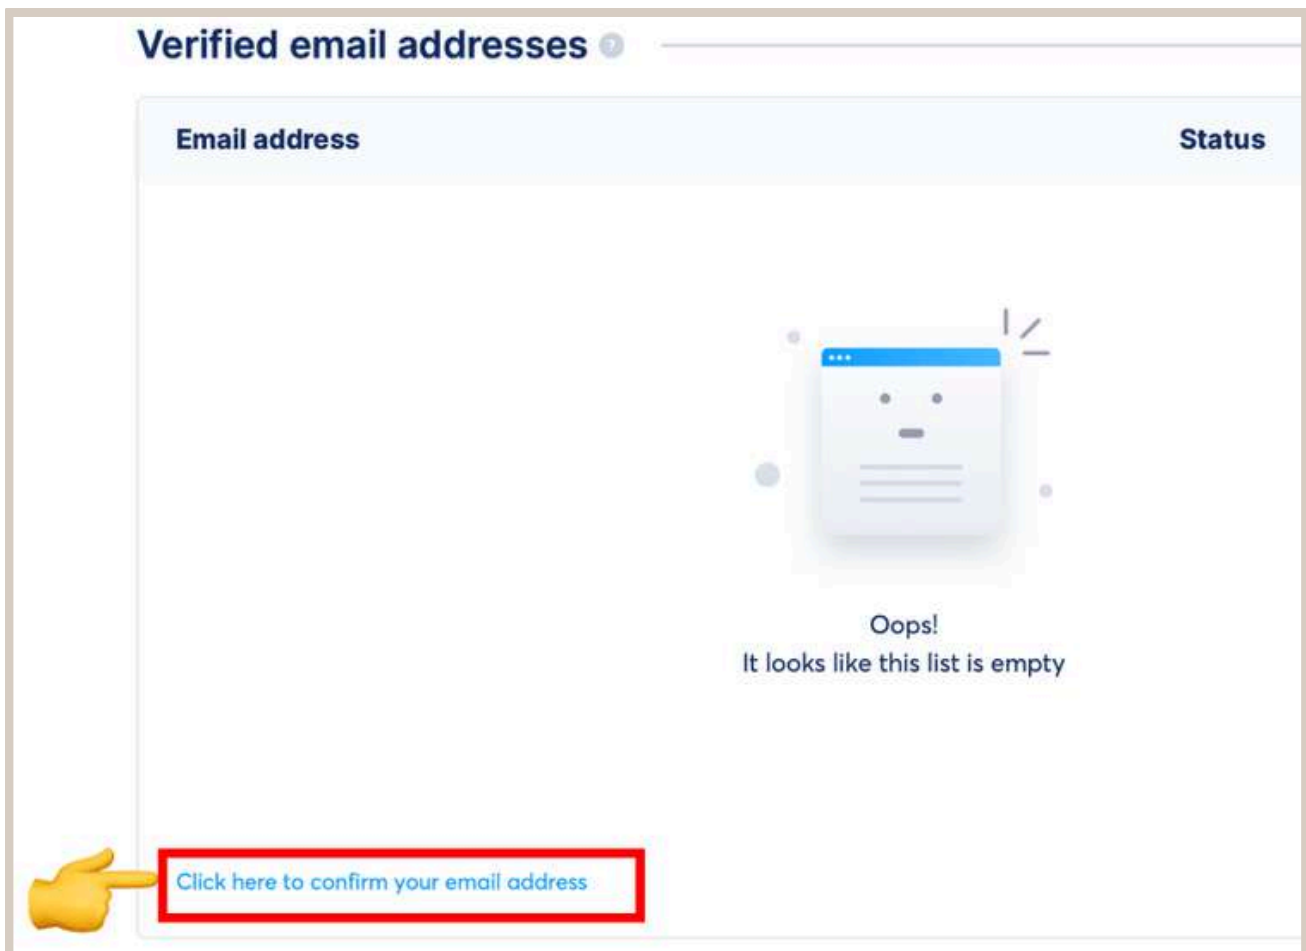 Verified email addresses
Email address Status
Oops!
It looks like this list is empty
Click here to confirm your email address